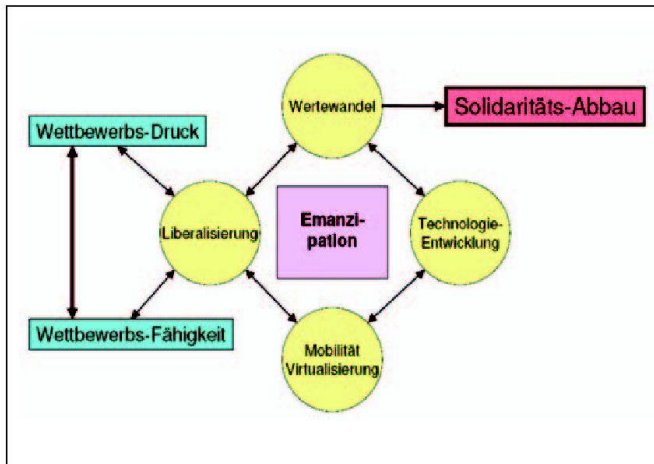 Wertewandel
Solidaritäts-Abbau
Wettbewerbs-Druck
Liberalisierung
Emanzi-
pation
Technologie-
Entwicklung
Wettbewerbs-Fähigkeit
Mobilität
Virtualisierung